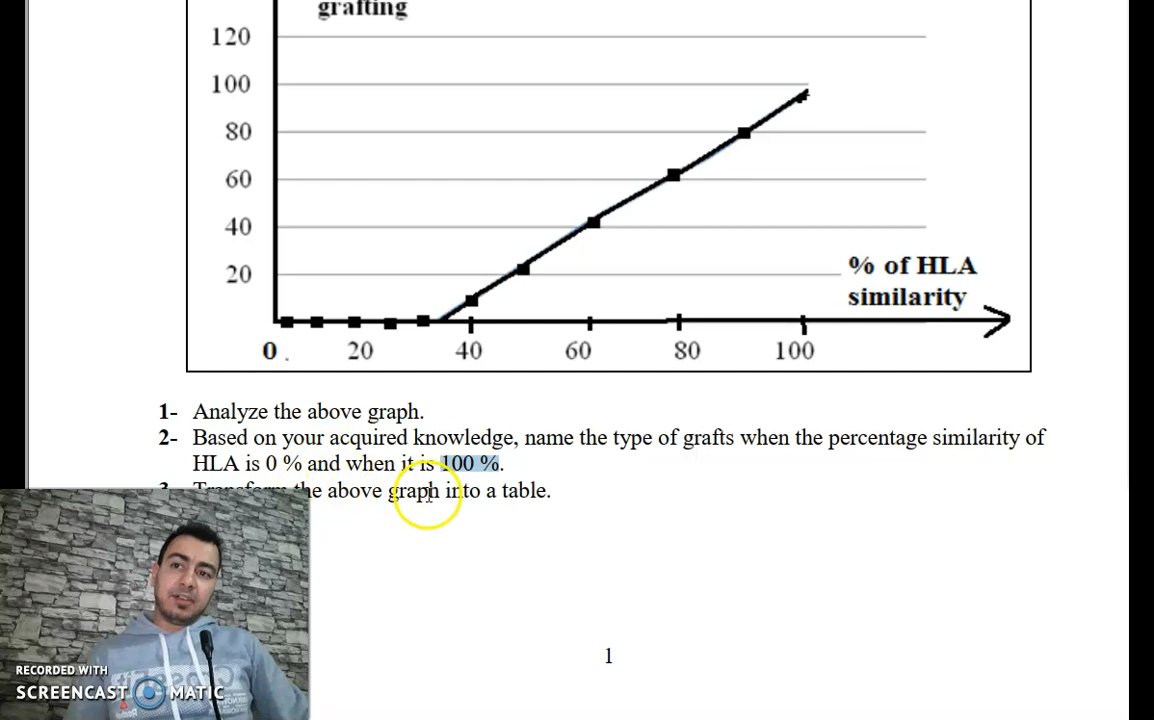 grafting
120
100
80
60
40
20
% of HLA
similarity
0 . 20 40 60 80 100
1- Analyze the above graph.
2- Based on your acquired knowledge, name the type of grafts when the percentage similarity of
HLA is 0 % and when it is 100 %.
the above graph into a table.
1
RECORDED WITH
SCREENCAST MATIC